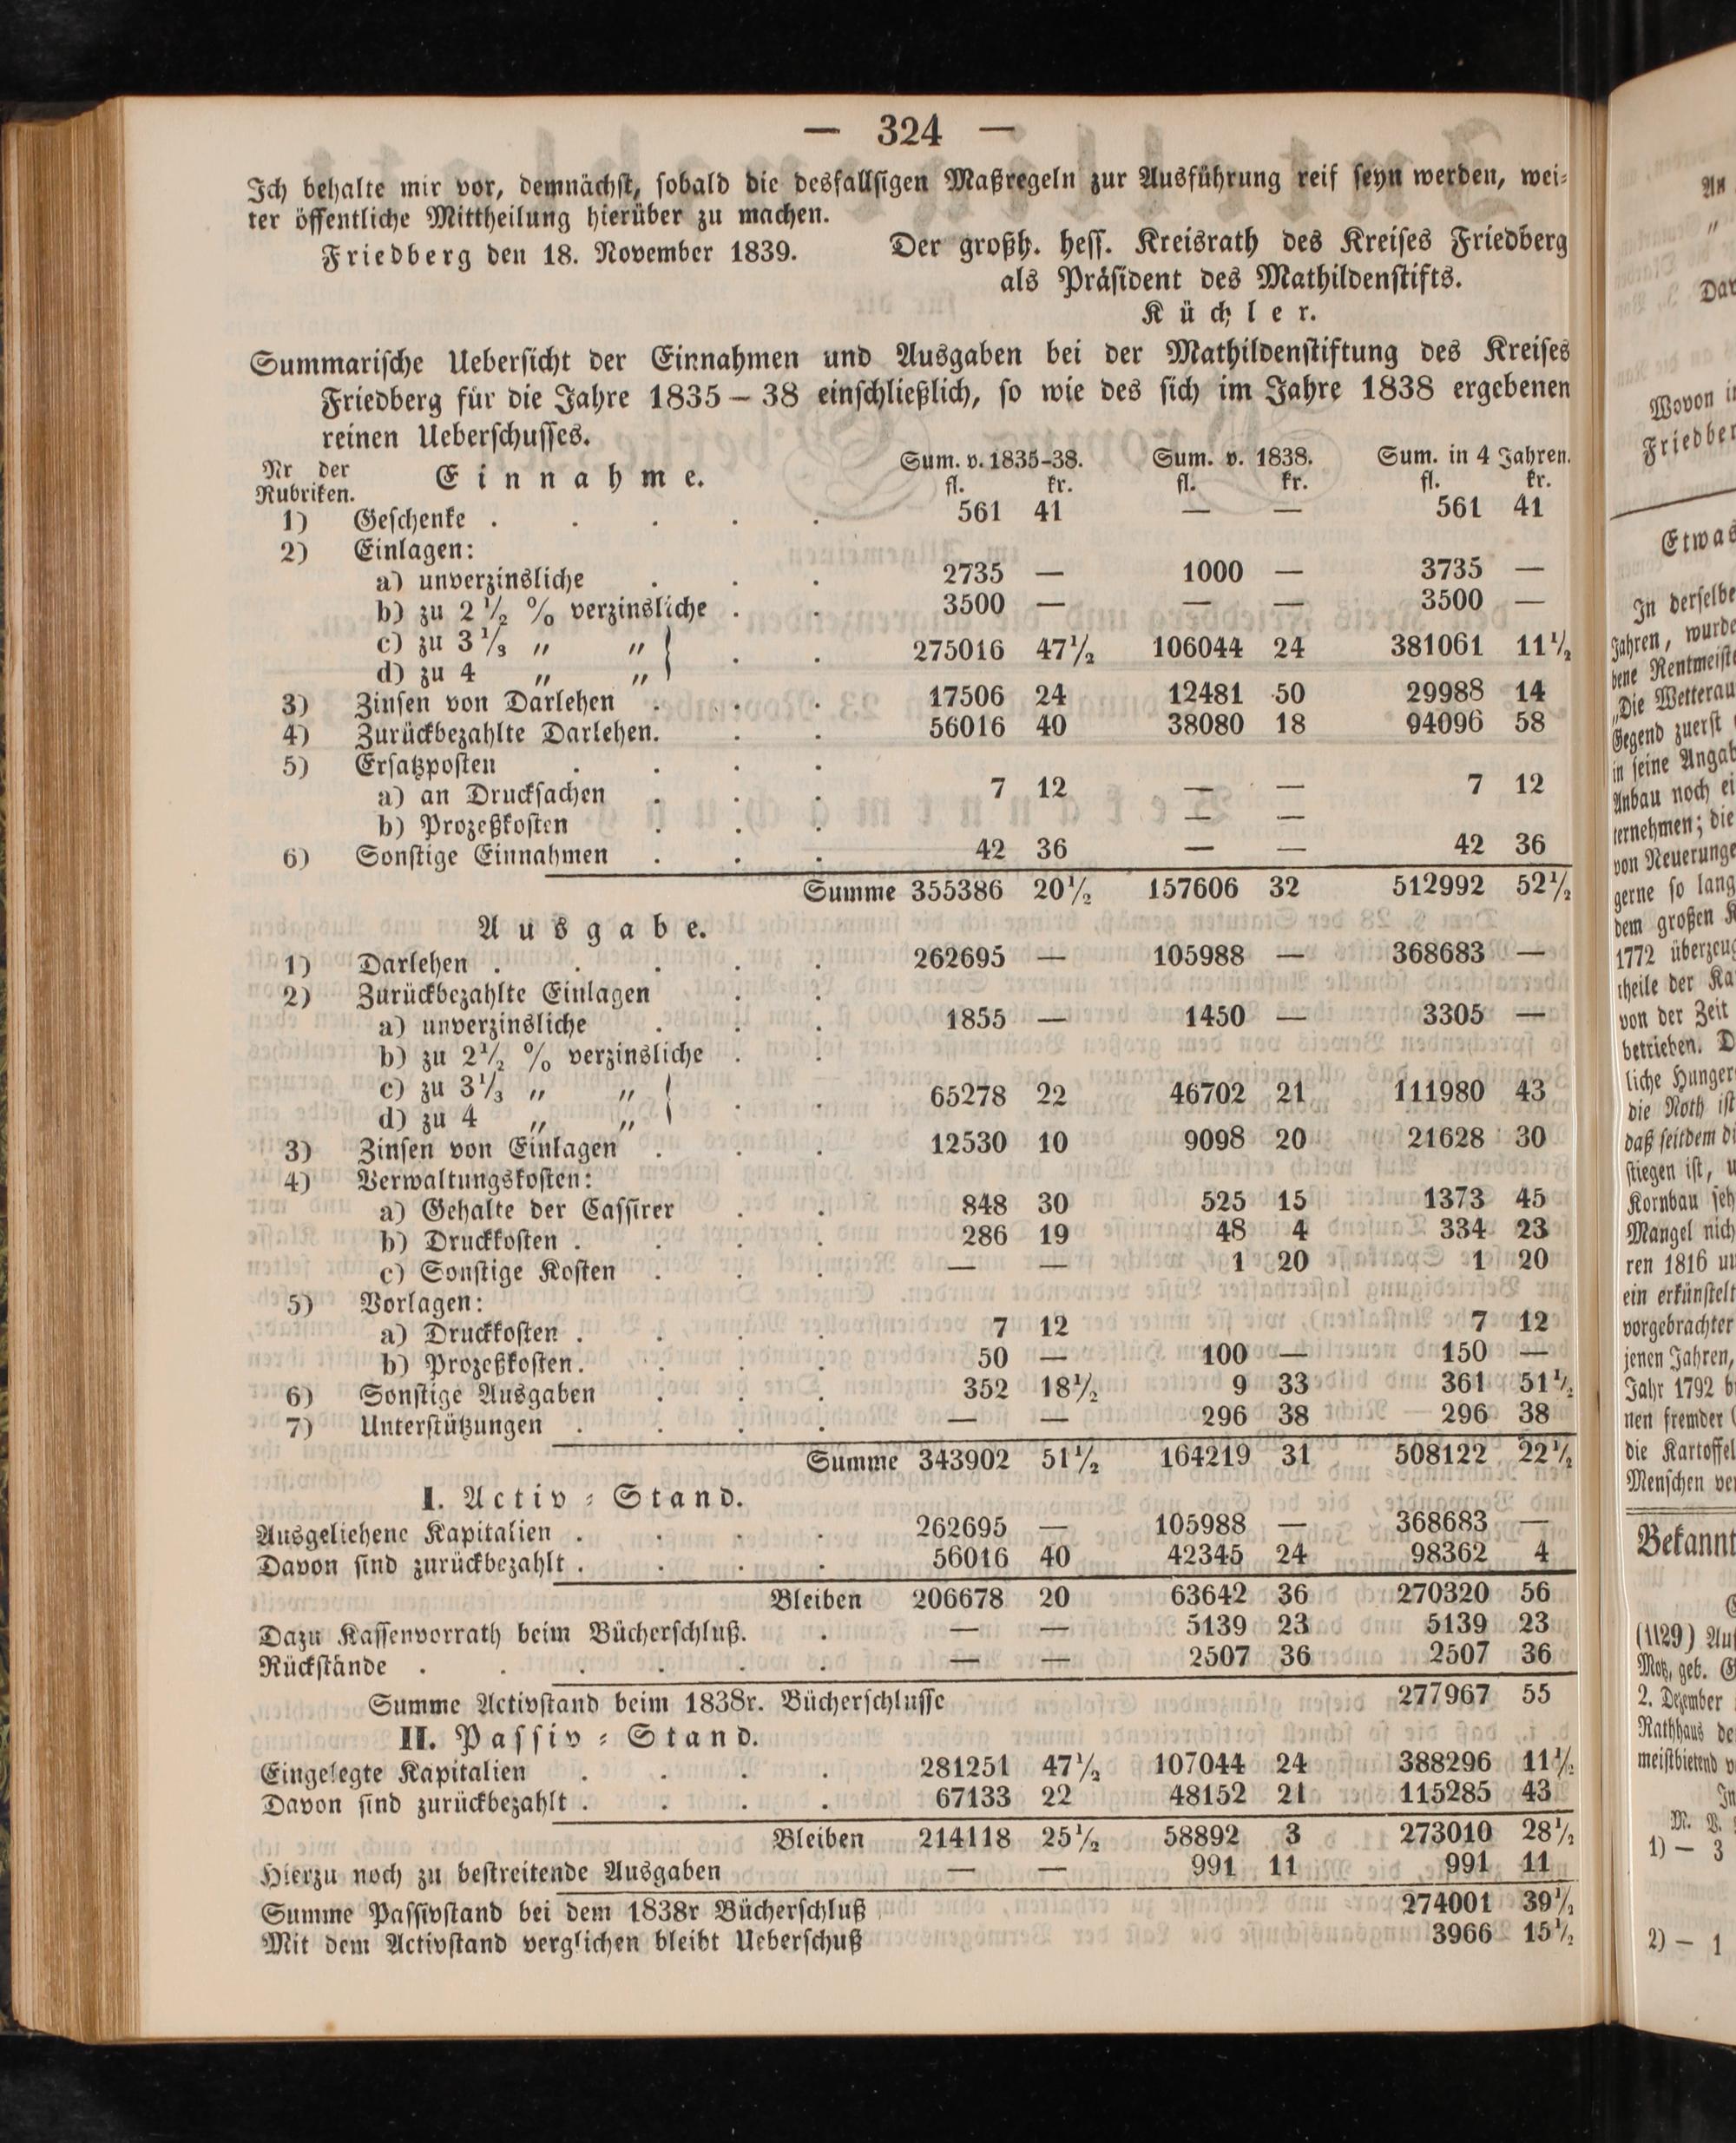 — 324 —
Ich behalte mir vor, demnächst, sobald die desfallsigen Maßregeln zur Ausführung reif seyn werden, wei-
ter öffentliche Mittheilung hierüber zu machen.
Friedberg den 18. November 1839. Der großh. hess. Kreisrath des Kreises Friedberg
als Präsident des Mathildenstifts.
Küchler.
Summarische Uebersicht der Einnahmen und Ausgaben bei der Mathildenstiftung des Kreises
Friedberg für die Jahre 1835–38 einschließlich, so wie des sich im Jahre 1838 ergebenen
reinen Ueberschusses.
Nr der Rubriken. Einnahme. Sum. v. 1835-38. Sum. v. 1838. Sum. in 4 Jahren.
fl. kr. fl. kr. fl. kr.
1) Geschenke . . . . . 561 41 — — 561 41
2) Einlagen:
a) unverzinsliche . . . 2735 — 1000 — 3735 —
b) zu 2 1/2 % verzinsliche . . 3500 — — — 3500 —
c) zu 3 1/3 „ „
d) zu 4 „ „ } . . 275016 47 1/2 106044 24 381061 11 1/2
3) Zinsen von Darlehen . . . 17506 24 12481 50 29988 14
4) Zurückbezahlte Darlehen. . . 56016 40 38080 18 94096 58
5) Ersatzposten . . . .
a) an Drucksachen . . . 7 12 — — 7 12
b) Prozeßkosten . . . — —
6) Sonstige Einnahmen . . . 42 36 — — 42 36
Summe 355386 20 1/2 157606 32 512992 52 1/2
Ausgabe.
1) Darlehen . . . . . 262695 — 105988 — 368683 —
2) Zurückbezahlte Einlagen . .
a) unverzinsliche . . . 1855 — 1450 — 3305 —
b) zu 2 1/2 % verzinsliche . .
c) zu 3 1/3 „ „
d) zu 4 „ „ } . . 65278 22 46702 21 111980 43
3) Zinsen von Einlagen . . . 12530 10 9098 20 21628 30
4) Verwaltungskosten:
a) Gehalte der Cassirer . . 848 30 525 15 1373 45
b) Druckkosten . . . . 286 19 48 4 334 23
c) Sonstige Kosten . . . — — 1 20 1 20
5) Vorlagen:
a) Druckkosten . . . . 7 12 7 12
b) Prozeßkosten. . . . 50 — 100 — 150 —
6) Sonstige Ausgaben . . . 352 18 1/2 9 33 361 51 1/2
7) Unterstützungen . . . . — — 296 38 296 38
Summe 343902 51 1/2 164219 31 508122 22 1/2
I. Activ-Stand.
Ausgeliehene Kapitalien . . . . 262695 — 105988 — 368683 —
Davon sind zurückbezahlt . . . . 56016 40 42345 24 98362 4
Bleiben 206678 20 63642 36 270320 56
Dazu Kassenvorrath beim Bücherschluß. . — — 5139 23 5139 23
Rückstände . . . . . . — — 2507 36 2507 36
Summe Activstand beim 1838r. Bücherschlusse 277967 55
II. Passiv-Stand.
Eingelegte Kapitalien . . . . 281251 47 1/2 107044 24 388296 11 1/2
Davon sind zurückbezahlt . . . . 67133 22 48152 21 115285 43
Bleiben 214118 25 1/2 58892 3 273010 28 1/2
Hierzu noch zu bestreitende Ausgaben — — 991 11 991 11
Summe Passivstand bei dem 1838r Bücherschluß 274001 39 1/2
Mit dem Activstand verglichen bleibt Ueberschuß 3966 15 1/2